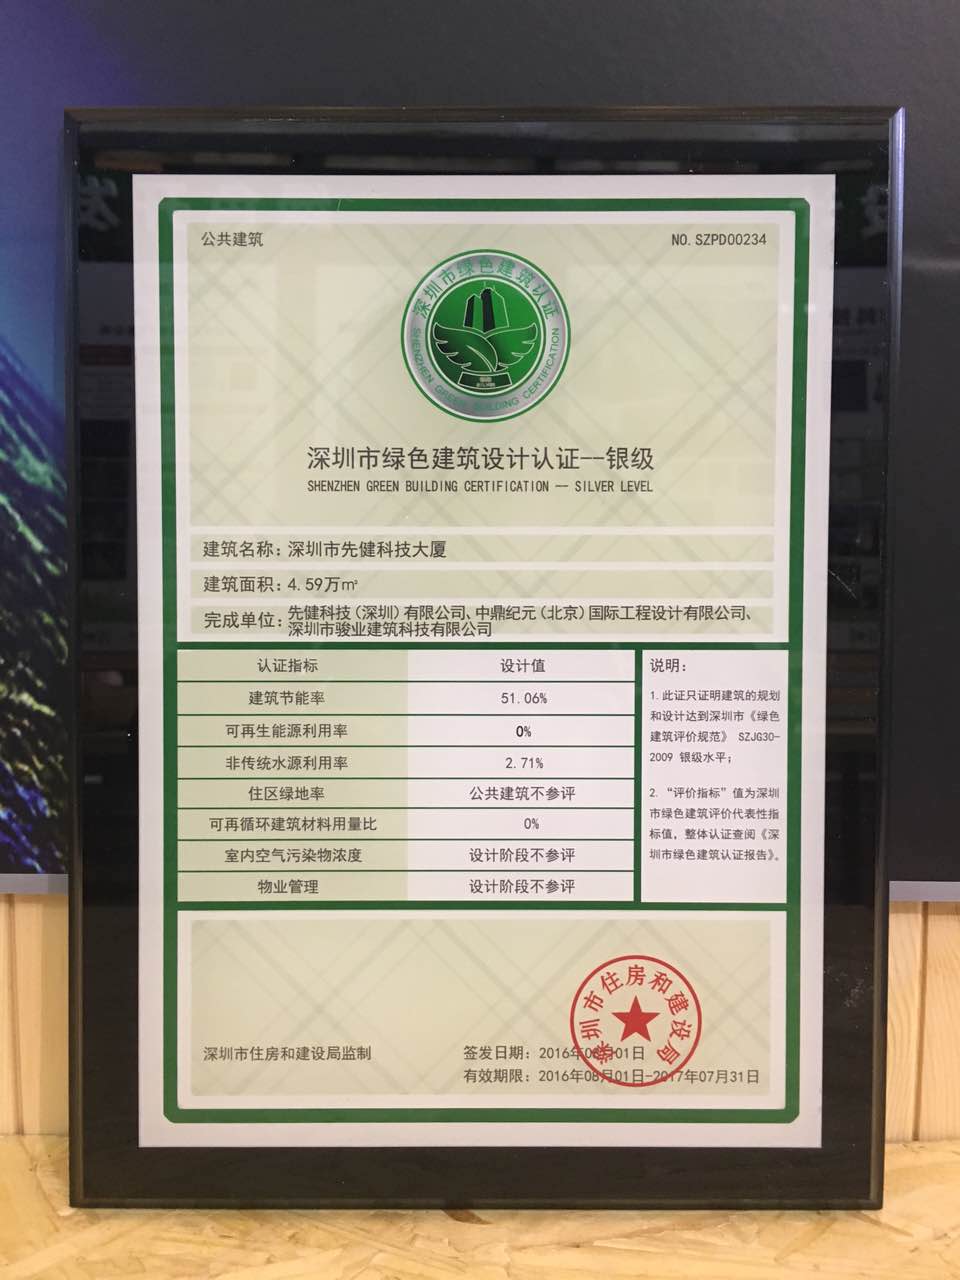 公共建筑
NO. SZPD00234
深圳市绿色建筑认证
SHENZHEN GREEN BUILDING CERTIFICATION
深圳市绿色建筑设计认证--银级
SHENZHEN GREEN BUILDING CERTIFICATION -- SILVER LEVEL
建筑名称: 深圳市先健科技大厦
建筑面积: 4.59万㎡
完成单位: 先健科技(深圳)有限公司、中鼎纪元(北京)国际工程设计有限公司、
深圳市骏业建筑科技有限公司
认证指标 设计值
建筑节能率 51.06%
可再生能源利用率 0%
非传统水源利用率 2.71%
住区绿地率 公共建筑不参评
可再循环建筑材料用量比 0%
室内空气污染物浓度 设计阶段不参评
物业管理 设计阶段不参评
说明:
1.此证只证明建筑的规划
和设计达到深圳市《绿色
建筑评价规范》 SZJG30-
2009 银级水平;
2.“评价指标”值为深圳
市绿色建筑评价代表性指
标值,整体认证查阅《深
圳市绿色建筑认证报告》。
深圳市住房和建设局
深圳市住房和建设局监制
签发日期: 2016年08月01日
有效期限: 2016年08月01日-2017年07月31日